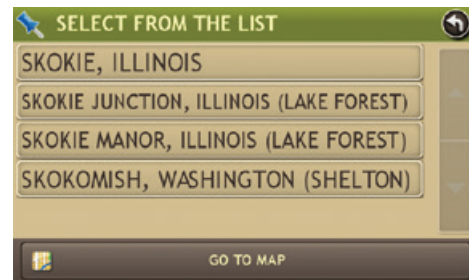 SELECT FROM THE LIST
SKOKIE, ILLINOIS
SKOKIE JUNCTION, ILLINOIS (LAKE FOREST)
SKOKIE MANOR, ILLINOIS (LAKE FOREST)
SKOKOMISH, WASHINGTON (SHELTON)
GO TO MAP